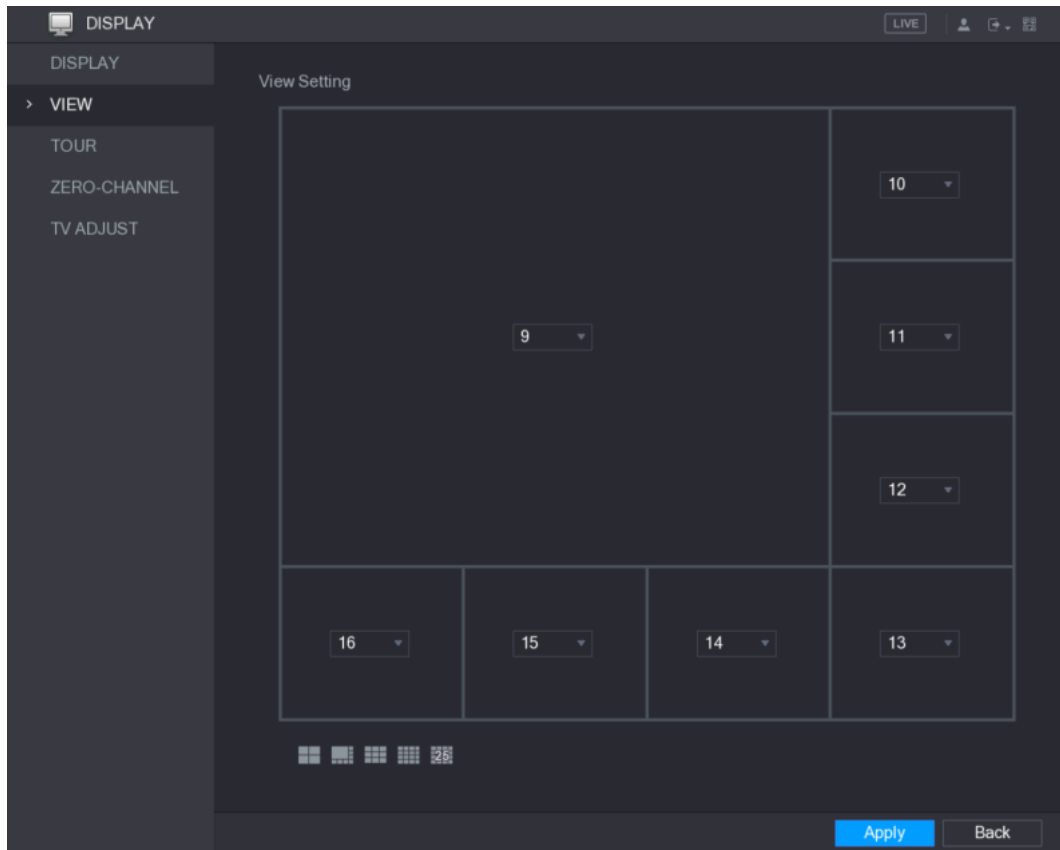 DISPLAY
LIVE
DISPLAY
VIEW
TOUR
ZERO-CHANNEL
TV ADJUST
View Setting
10
9
11
12
16
15
14
13
25
Apply
Back